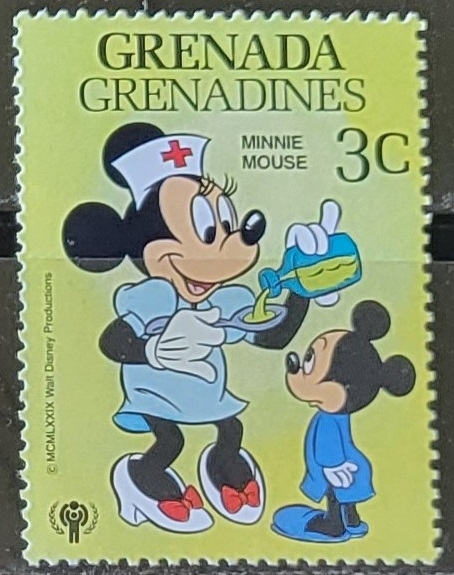 GRENADA
GRENADINES
MINNIE
MOUSE
3C
© MCMLXXIX Walt Disney Productions